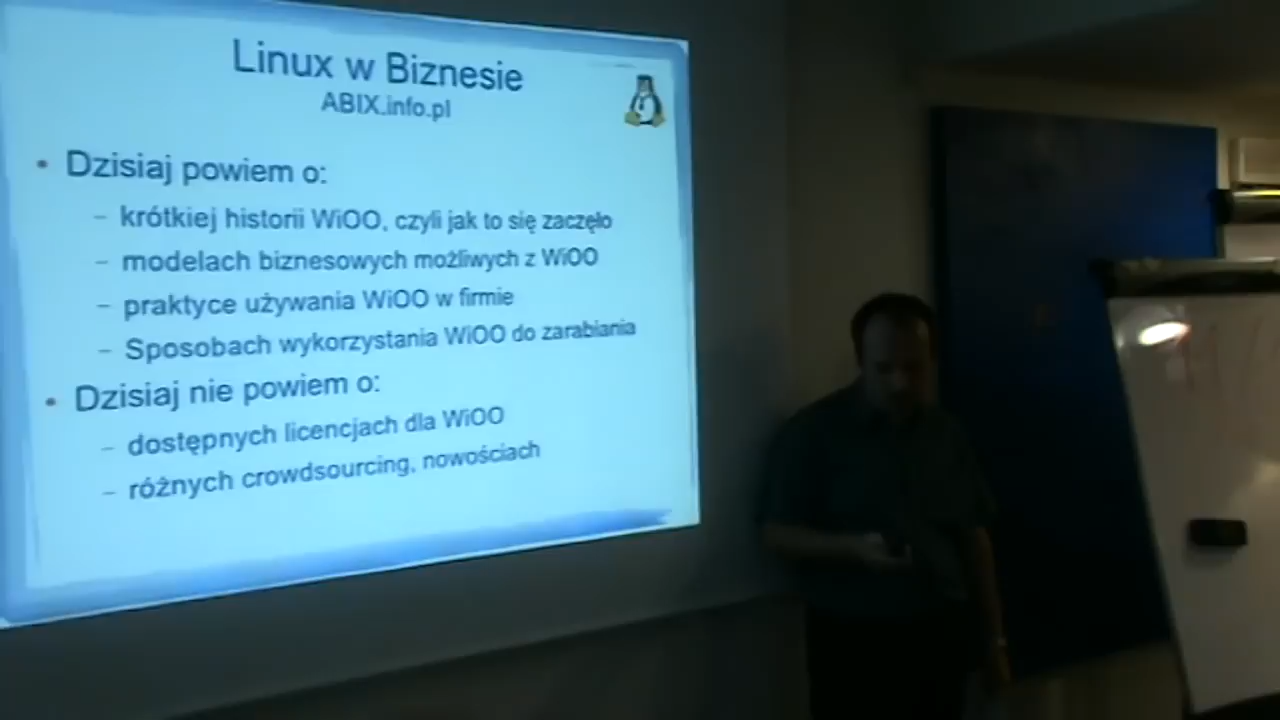 Linux w Biznesie
ABIX.info.pl
• Dzisiaj powiem o:
– krótkiej historii WiOO, czyli jak to się zaczęło
– modelach biznesowych możliwych z WiOO
– praktyce używania WiOO w firmie
– Sposobach wykorzystania WiOO do zarabiania
• Dzisiaj nie powiem o:
– dostępnych licencjach dla WiOO
– różnych crowdsourcing, nowościach